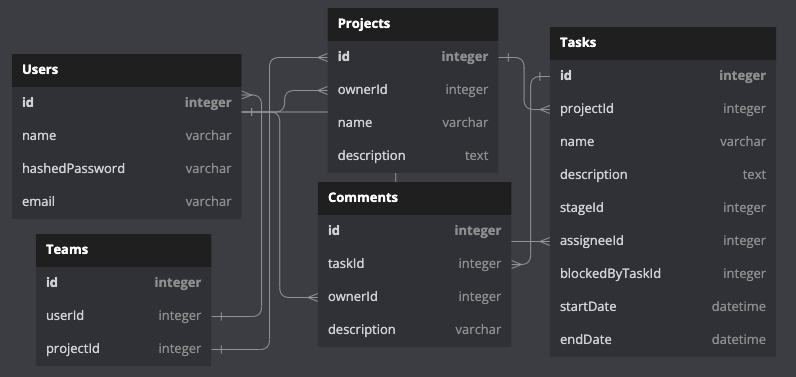 Users
id integer
name varchar
hashedPassword varchar
email varchar
Teams
id integer
userId integer
projectId integer
Projects
id integer
ownerId integer
name varchar
description text
Comments
id integer
taskId integer
ownerId integer
description varchar
Tasks
id integer
projectId integer
name varchar
description text
stageId integer
assigneeId integer
blockedByTaskId integer
startDate datetime
endDate datetime